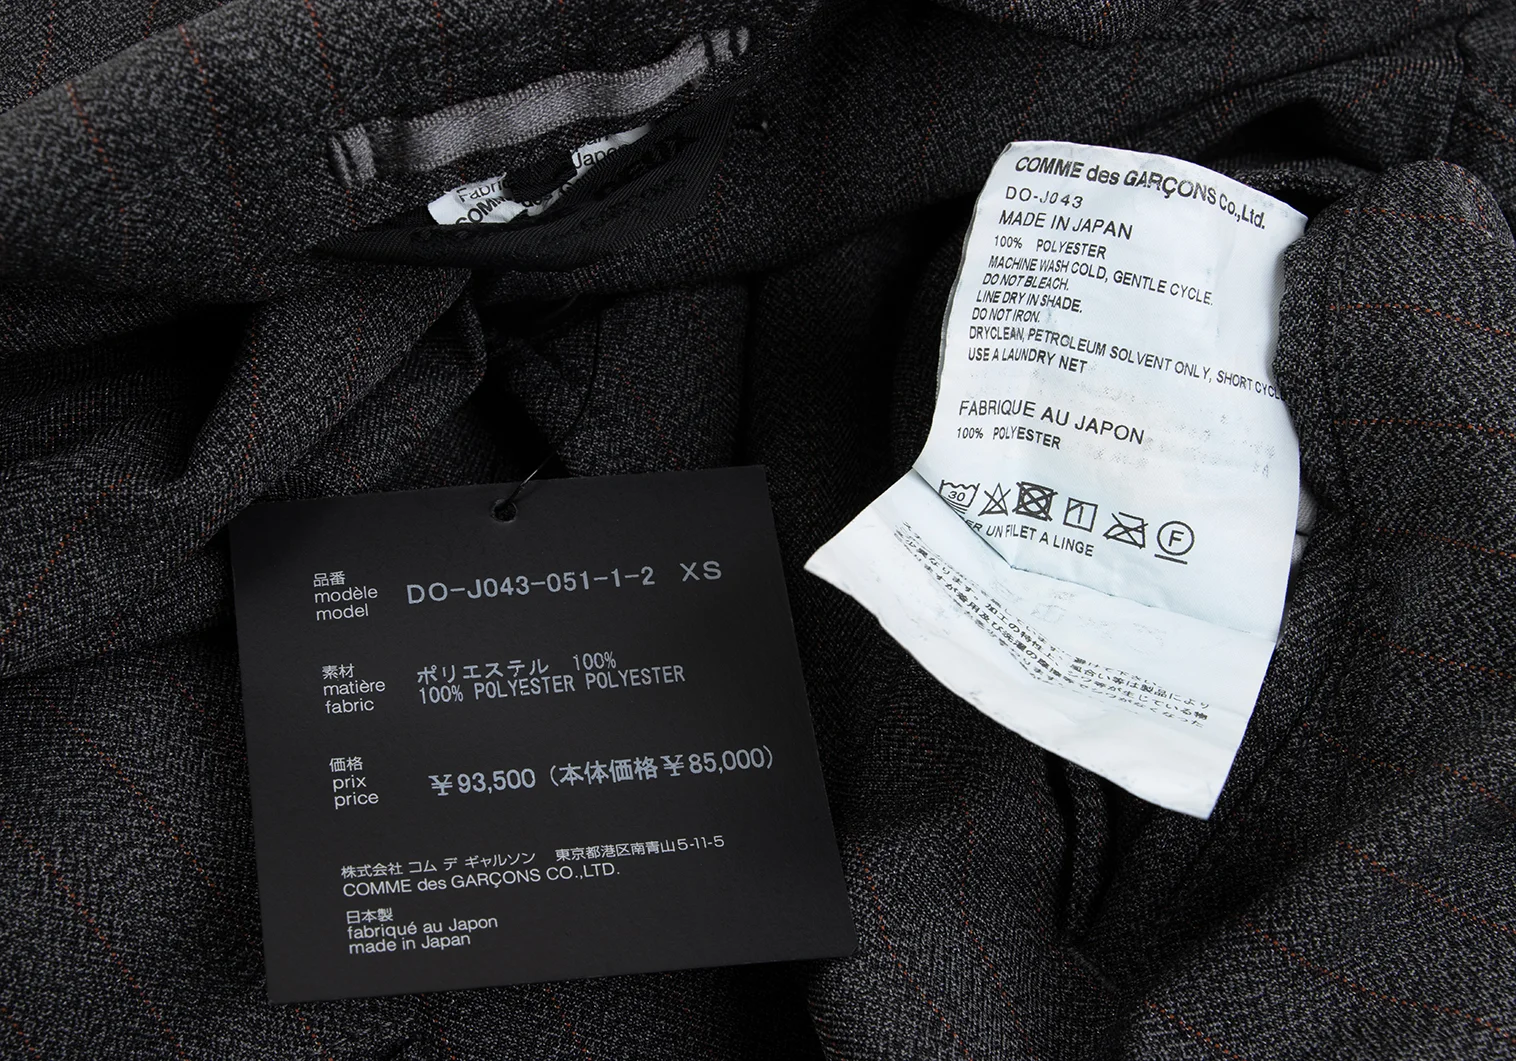 Japon
COMME des GARÇONS Co.,Ltd.
DO-J043
MADE IN JAPAN
100% POLYESTER
MACHINE WASH COLD, GENTLE CYCLE.
DO NOT BLEACH.
LINE DRY IN SHADE.
DO NOT IRON.
DRYCLEAN, PETROLEUM SOLVENT ONLY, SHORT
USE A LAUNDRY NET
FABRIQUE AU JAPON
100% POLYESTER
30
F
UN FILET A LINGE
品番
modèle
model
DO-J043-051-1-2 XS
素材
matière
fabric
ポリエステル 100%
100% POLYESTER POLYESTER
価格
prix
price
¥93,500 (本体価格¥85,000)
株式会社 コム デ ギャルソン 東京都港区南青山5-11-5
COMME des GARÇONS CO.,LTD.
日本製
fabriqué au Japon
made in Japan